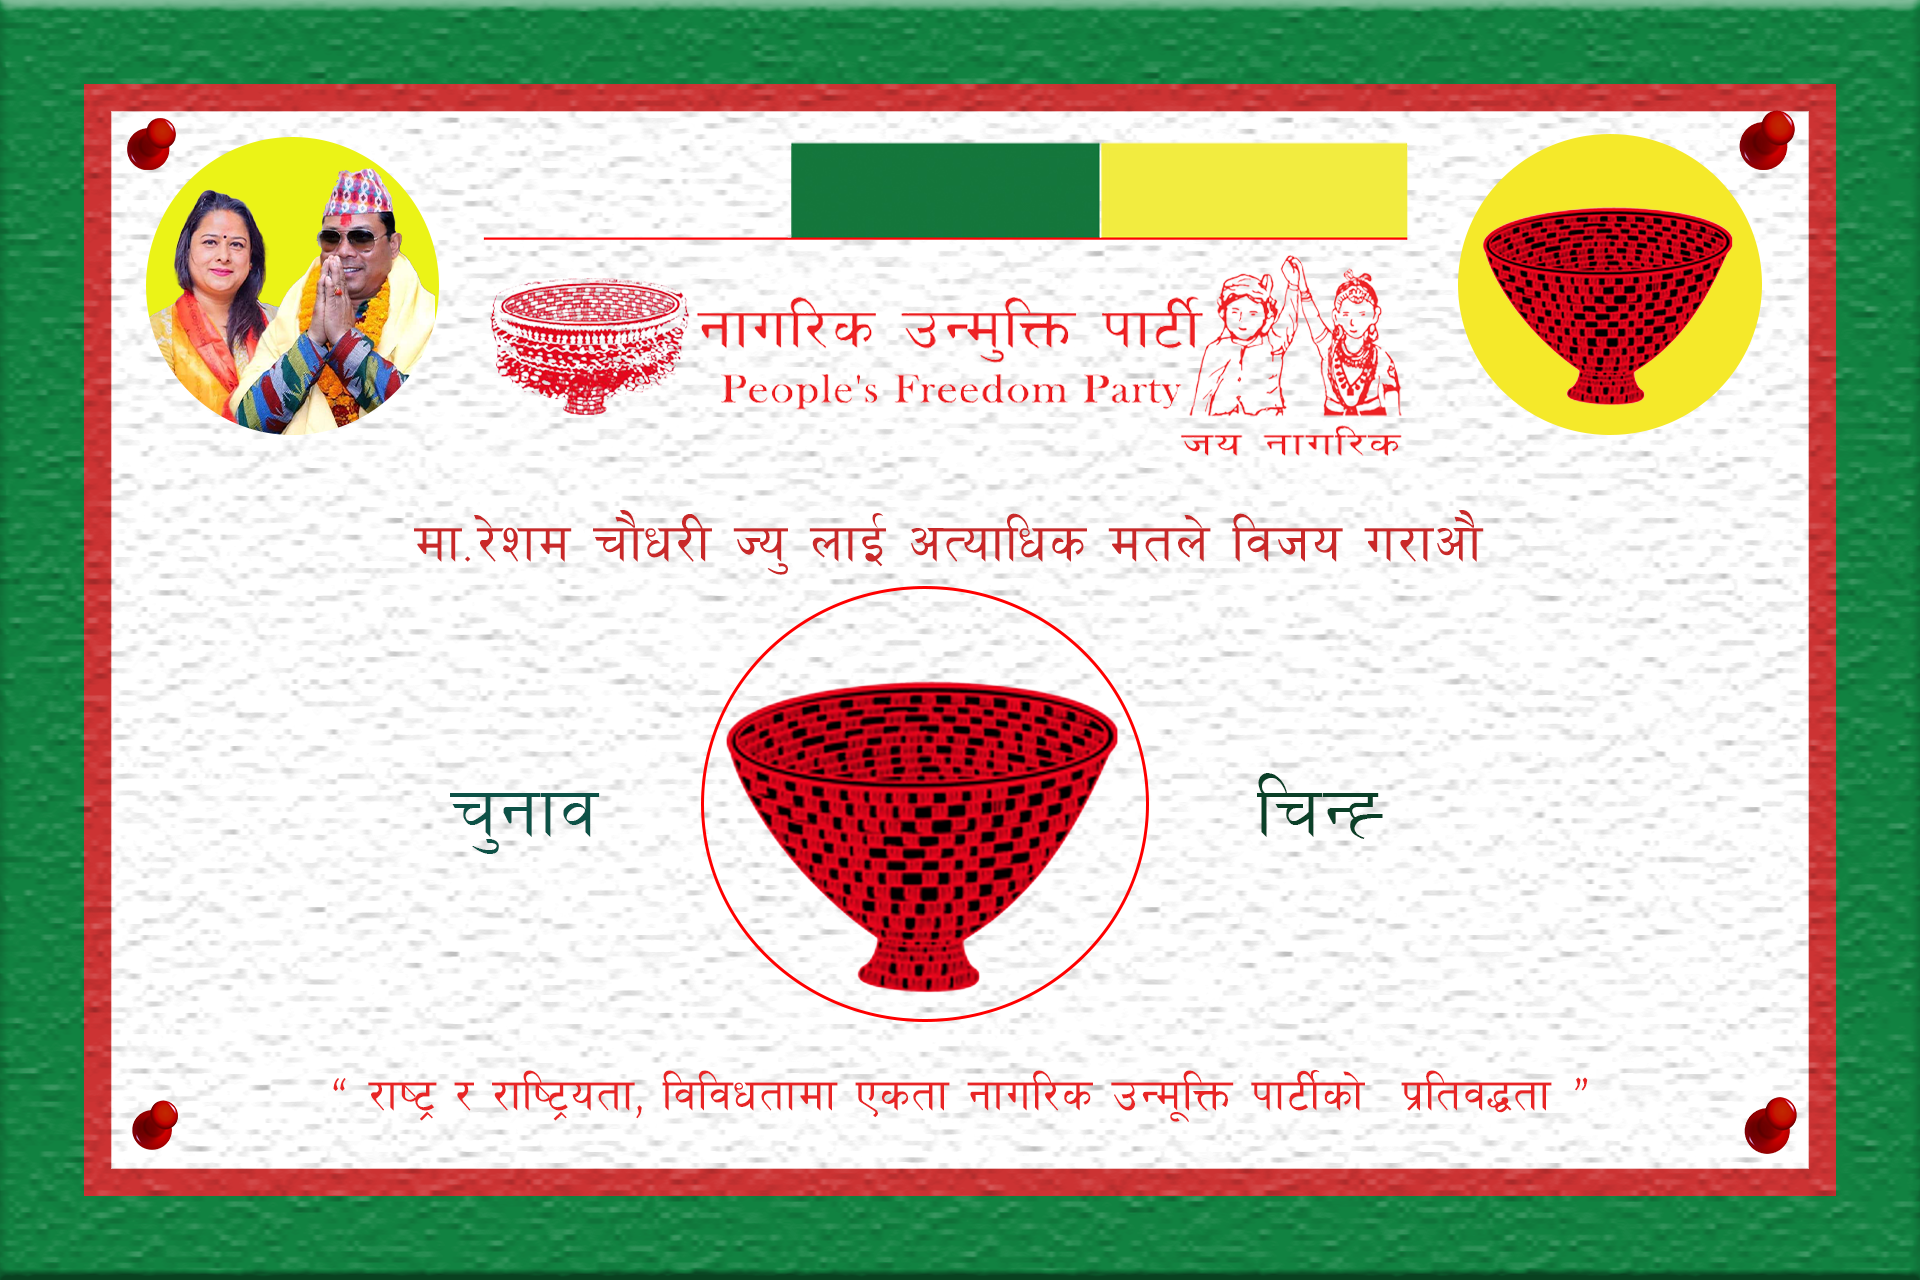 नागरिक उन्मुक्ति पार्टी
People's Freedom Party
जय नागरिक
मा.रेशम चौधरी ज्यु लाई अत्याधिक मतले विजय गराऔ
चुनाव चिन्ह
“ राष्ट्र र राष्ट्रियता, विविधतामा एकता नागरिक उन्मूक्ति पार्टीको प्रतिवद्धता ”